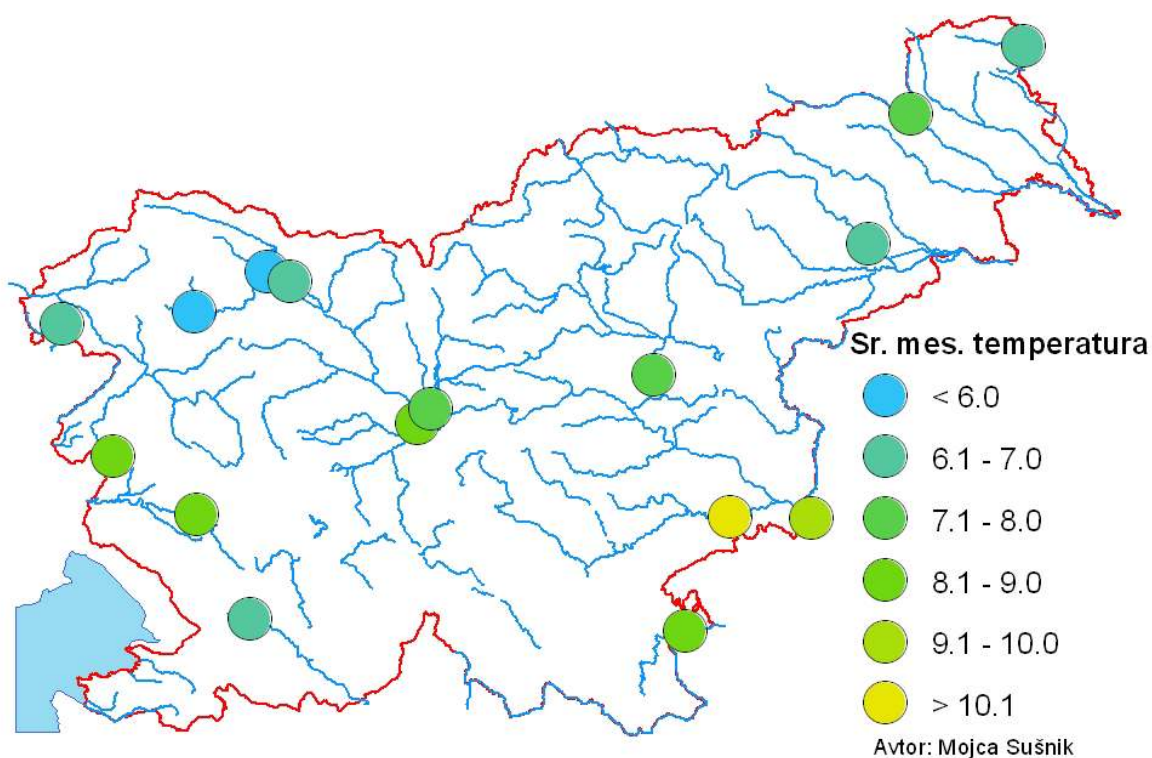 Sr. mes. temperatura
< 6.0
6.1 - 7.0
7.1 - 8.0
8.1 - 9.0
9.1 - 10.0
> 10.1
Avtor: Mojca Sušnik